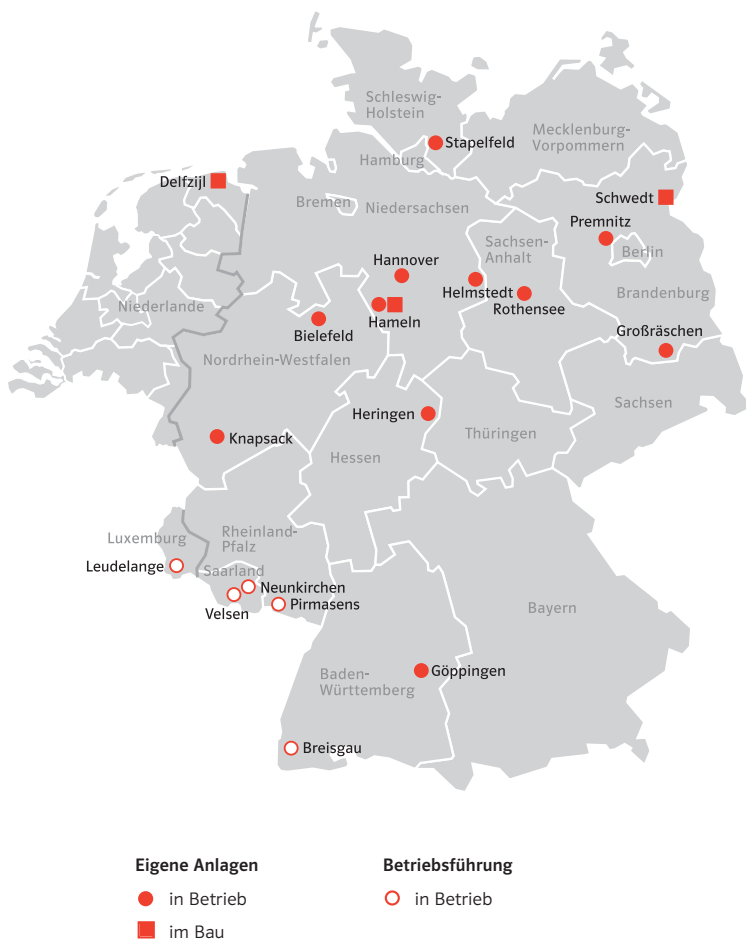 Schleswig-
Holstein
Mecklenburg-
Vorpommern
Stapelfeld
Hamburg
Delfzijl
Schwedt
Bremen
Niedersachsen
Premnitz
Sachsen-
Anhalt
Berlin
Hannover
Helmstedt
Brandenburg
Niederlande
Rothensee
Hameln
Bielefeld
Großräschen
Nordrhein-Westfalen
Sachsen
Heringen
Thüringen
Knapsack
Hessen
Luxemburg
Rheinland-
Pfalz
Leudelange
Saarland
Neunkirchen
Velsen
Pirmasens
Bayern
Baden-
Württemberg
Göppingen
Breisgau
Eigene Anlagen
in Betrieb
im Bau
Betriebsführung
in Betrieb